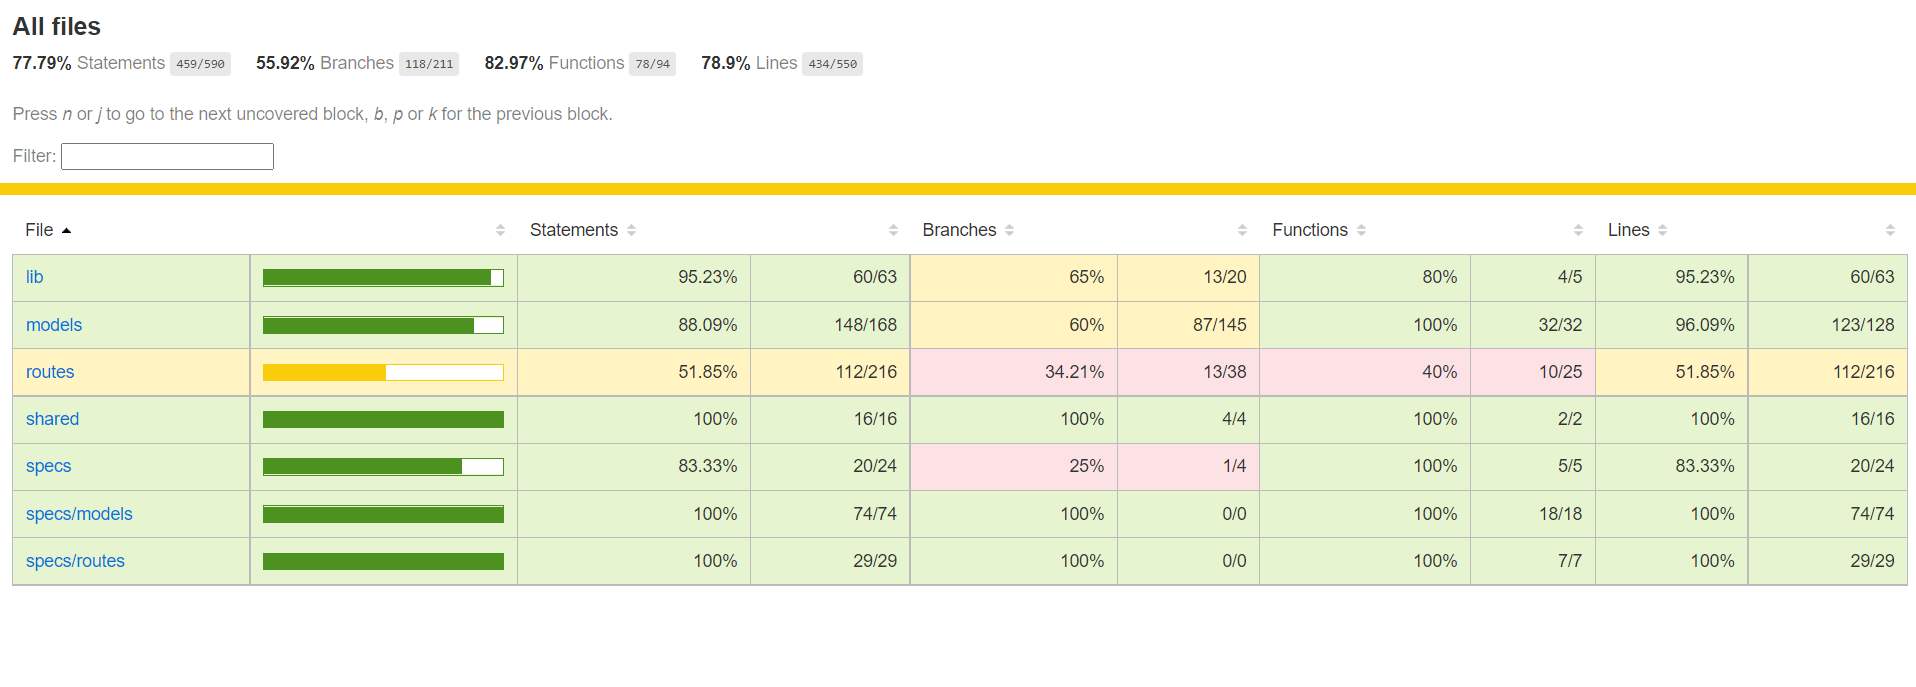 All files
77.79% Statements 459/590 55.92% Branches 118/211 82.97% Functions 78/94 78.9% Lines 434/550
Press n or j to go to the next uncovered block, b, p or k for the previous block.
Filter:
File Statements Branches Functions Lines
lib 95.23% 60/63 65% 13/20 80% 4/5 95.23% 60/63
models 88.09% 148/168 60% 87/145 100% 32/32 96.09% 123/128
routes 51.85% 112/216 34.21% 13/38 40% 10/25 51.85% 112/216
shared 100% 16/16 100% 4/4 100% 2/2 100% 16/16
specs 83.33% 20/24 25% 1/4 100% 5/5 83.33% 20/24
specs/models 100% 74/74 100% 0/0 100% 18/18 100% 74/74
specs/routes 100% 29/29 100% 0/0 100% 7/7 100% 29/29